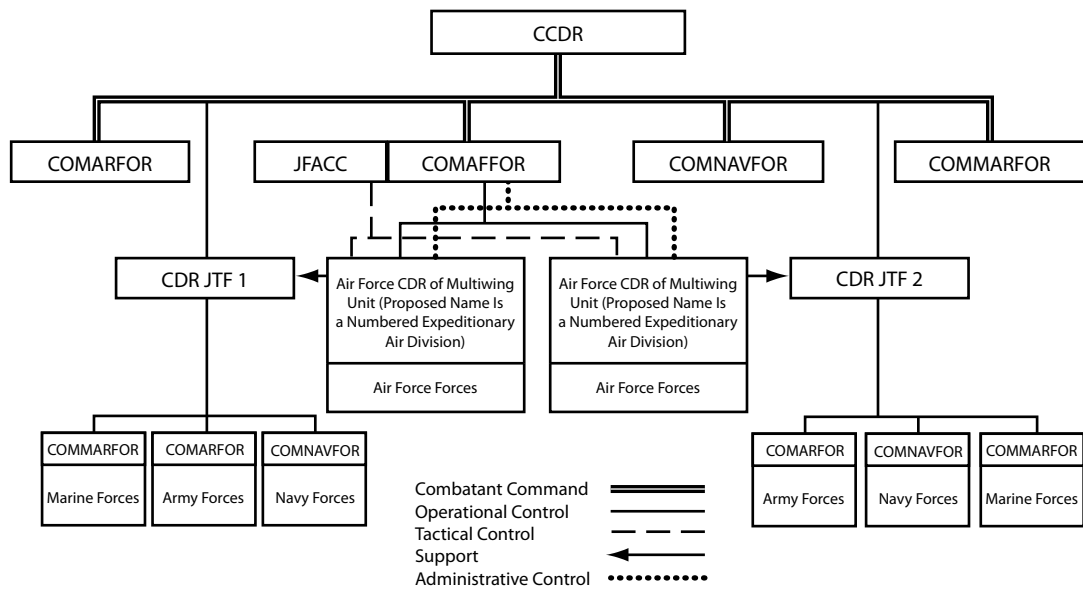 CCDR
COMARFOR
JFACC
COMAFFOR
COMNAVFOR
COMMARFOR
CDR JTF 1
Air Force CDR of Multiwing
Unit (Proposed Name Is
a Numbered Expeditionary
Air Division)
Air Force Forces
Air Force CDR of Multiwing
Unit (Proposed Name Is
a Numbered Expeditionary
Air Division)
Air Force Forces
CDR JTF 2
COMMARFOR
Marine Forces
COMARFOR
Army Forces
COMNAVFOR
Navy Forces
COMARFOR
Army Forces
COMNAVFOR
Navy Forces
COMMARFOR
Marine Forces
Combatant Command
Operational Control
Tactical Control
Support
Administrative Control